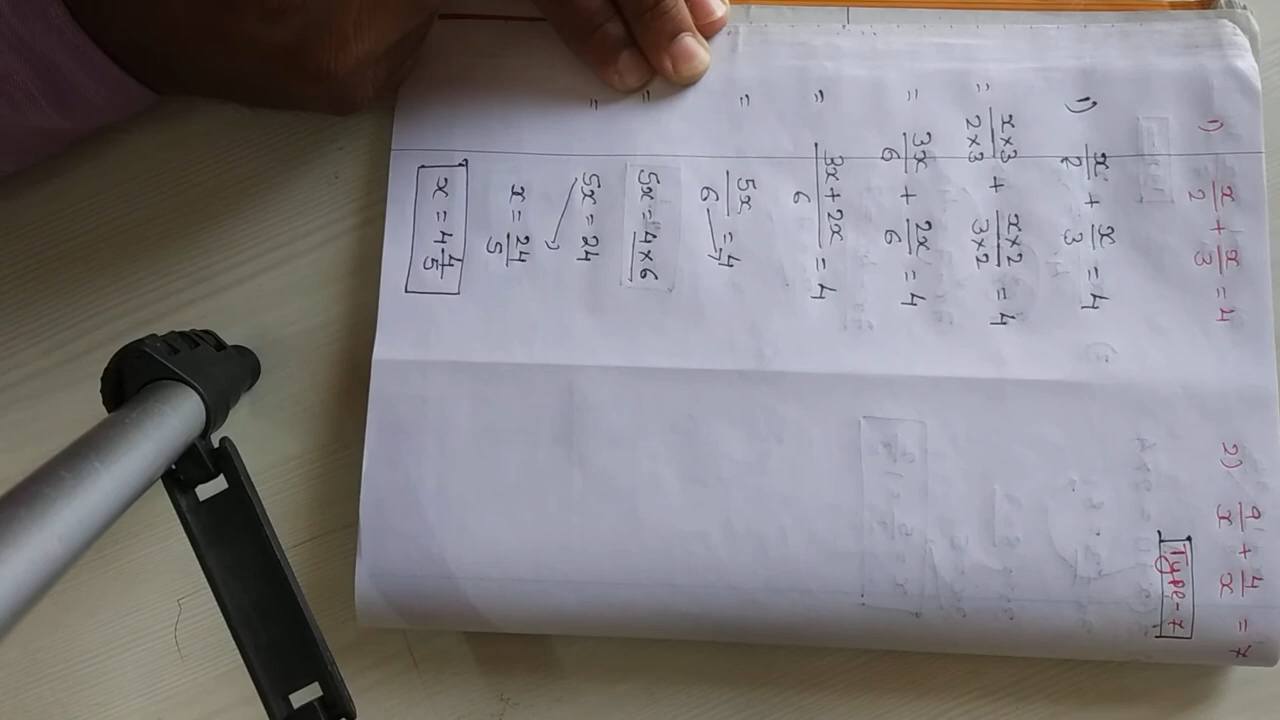 1) x/2 + x/3 = 4
1) x/2 + x/3 = 4
= x×3/2×3 + x×2/3×2 = 4
= 3x/6 + 2x/6 = 4
= 3x + 2x/6 = 4
= 5x/6 = 4
= 5x = 4×6
= 5x = 24
x = 24/5
x = 4 4/5
2) 9/x + 4/x = 7
Type-7